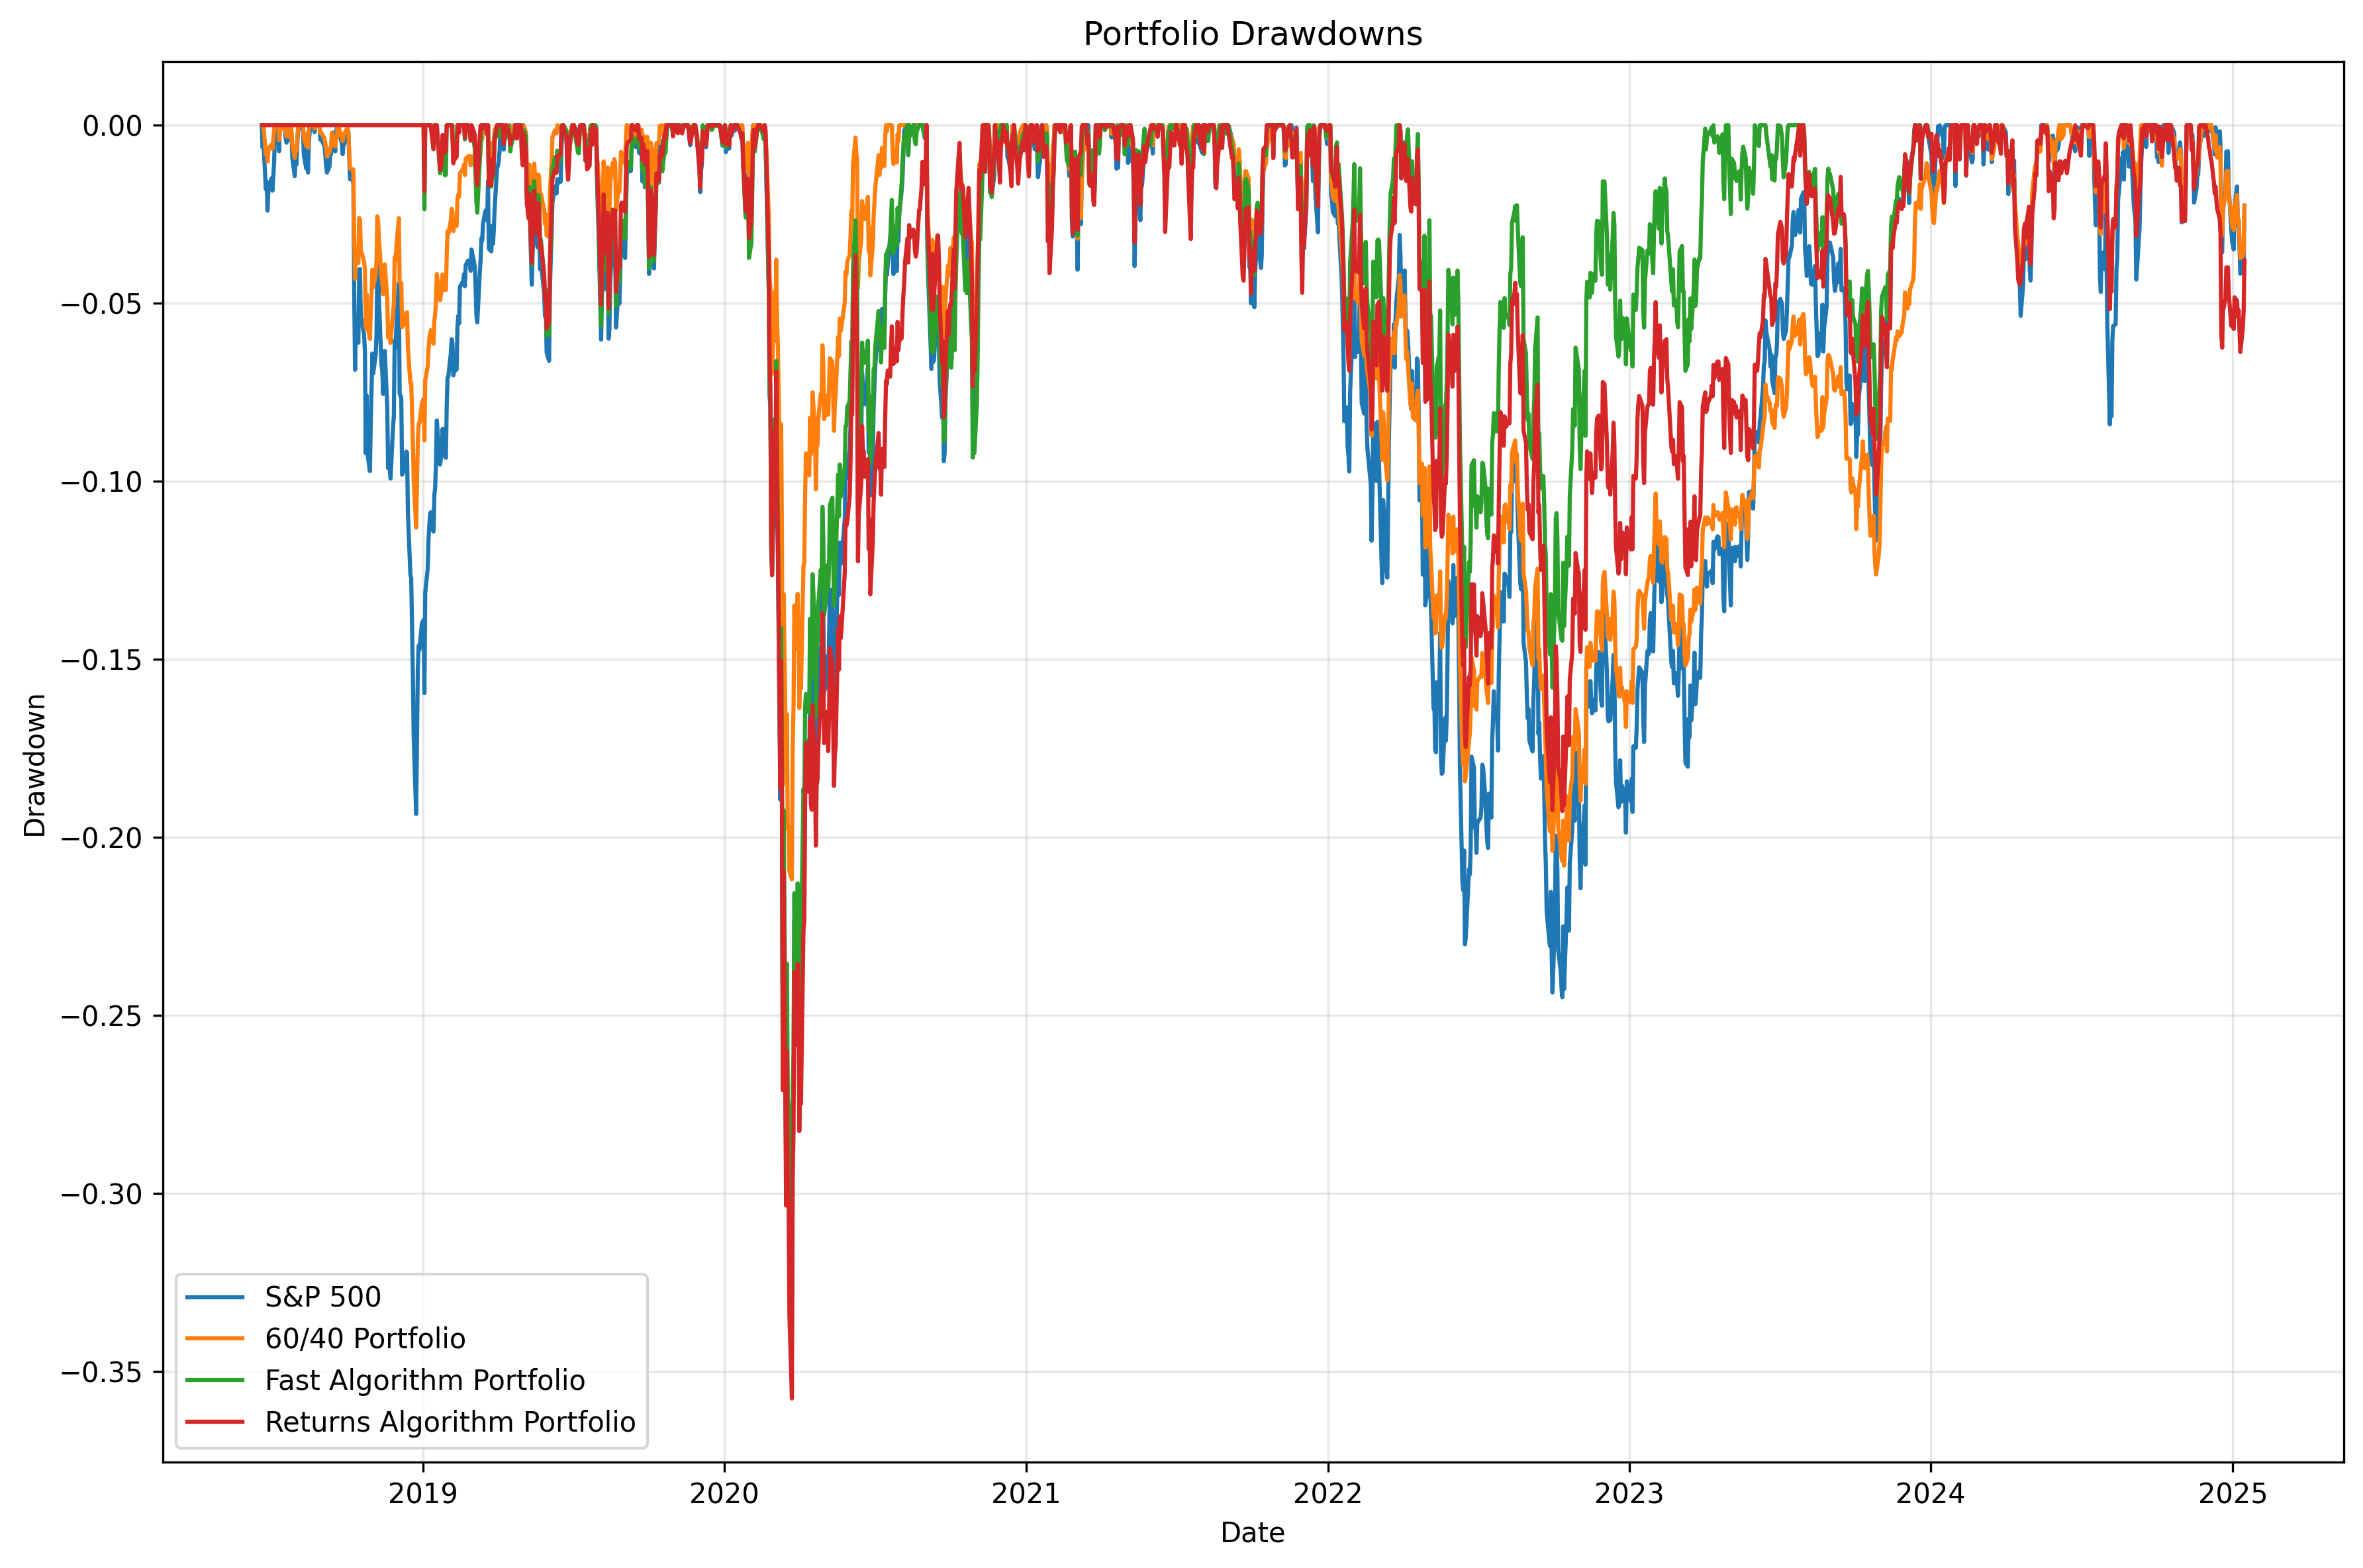 Portfolio Drawdowns
Drawdown
0.00
−0.05
−0.10
−0.15
−0.20
−0.25
−0.30
−0.35
S&P 500
60/40 Portfolio
Fast Algorithm Portfolio
Returns Algorithm Portfolio
2019
2020
2021
2022
2023
2024
2025
Date